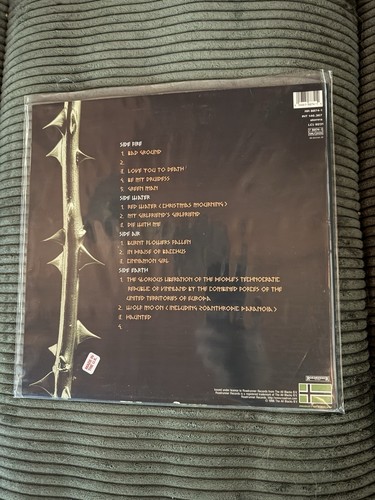 SIDE FIRE
1. BAD GROUND
2.
3. LOVE YOU TO DEATH
4. BE MY DRUIDESS
5. GREEN MAN
SIDE WATER
1. RED WATER (CHRISTMAS MOURNING)
2. MY GIRLFRIEND'S GIRLFRIEND
3. DIE WITH ME
SIDE AIR
1. BURNT FLOWERS FALLEN
2. IN PRAISE OF BACCHUS
3. CINNAMON GIRL
SIDE EARTH
1. THE GLORIOUS LIBERATION OF THE PEOPLE'S TECHNOCRATIC
REPUBLIC OF VINNLAND BY THE COMBINED FORCES OF THE
UNITED TERRITORIES OF EUROPA
2. WOLF MOON (INCLUDING ZOANTHROPIC PARANOIA)
3. HAUNTED
4.